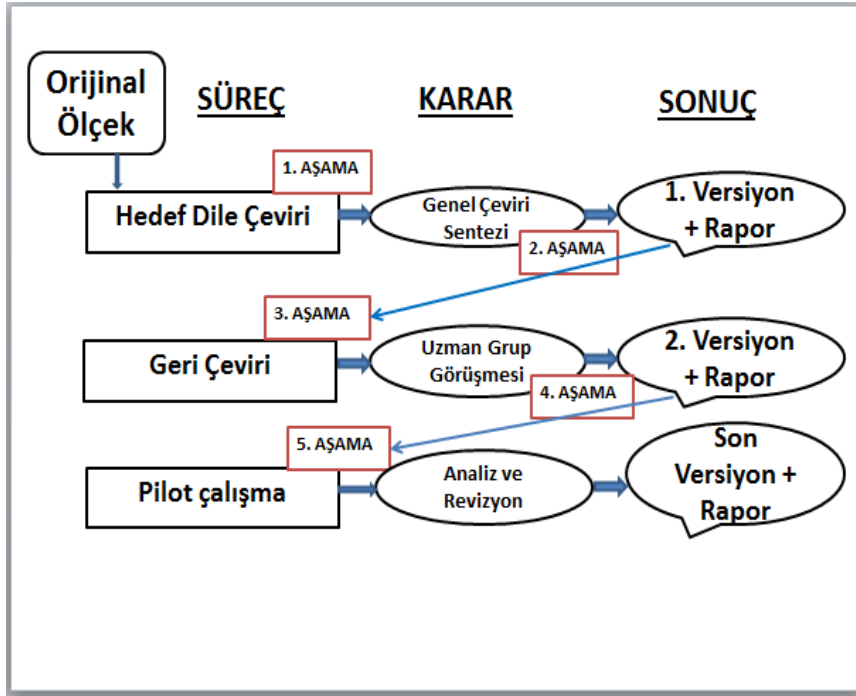 Orijinal
Ölçek
SÜREÇ
KARAR
SONUÇ
1. AŞAMA
Hedef Dile Çeviri
Genel Çeviri
Sentezi
2. AŞAMA
1. Versiyon
+ Rapor
3. AŞAMA
Geri Çeviri
Uzman Grup
Görüşmesi
4. AŞAMA
2. Versiyon
+ Rapor
5. AŞAMA
Pilot çalışma
Analiz ve
Revizyon
Son
Versiyon +
Rapor